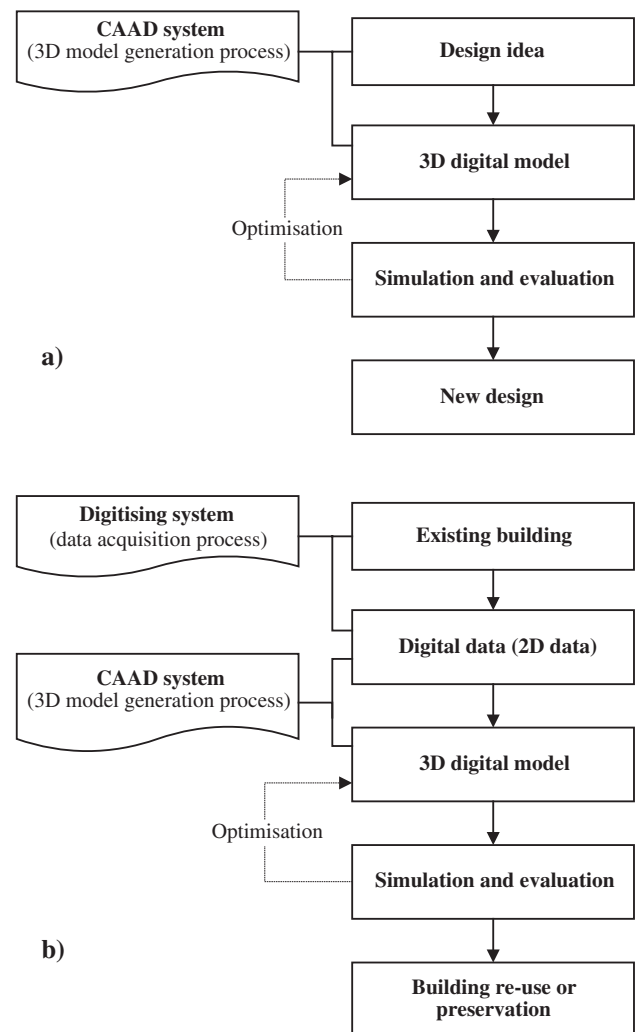 CAAD system
(3D model generation process)
Design idea
3D digital model
Optimisation
Simulation and evaluation
a)
New design
Digitising system
(data acquisition process)
Existing building
Digital data (2D data)
CAAD system
(3D model generation process)
3D digital model
Optimisation
Simulation and evaluation
b)
Building re-use or
preservation